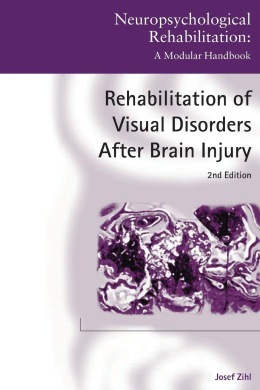 Neuropsychological
Rehabilitation:
A Modular Handbook
Rehabilitation of
Visual Disorders
After Brain Injury
2nd Edition
Josef Zihl